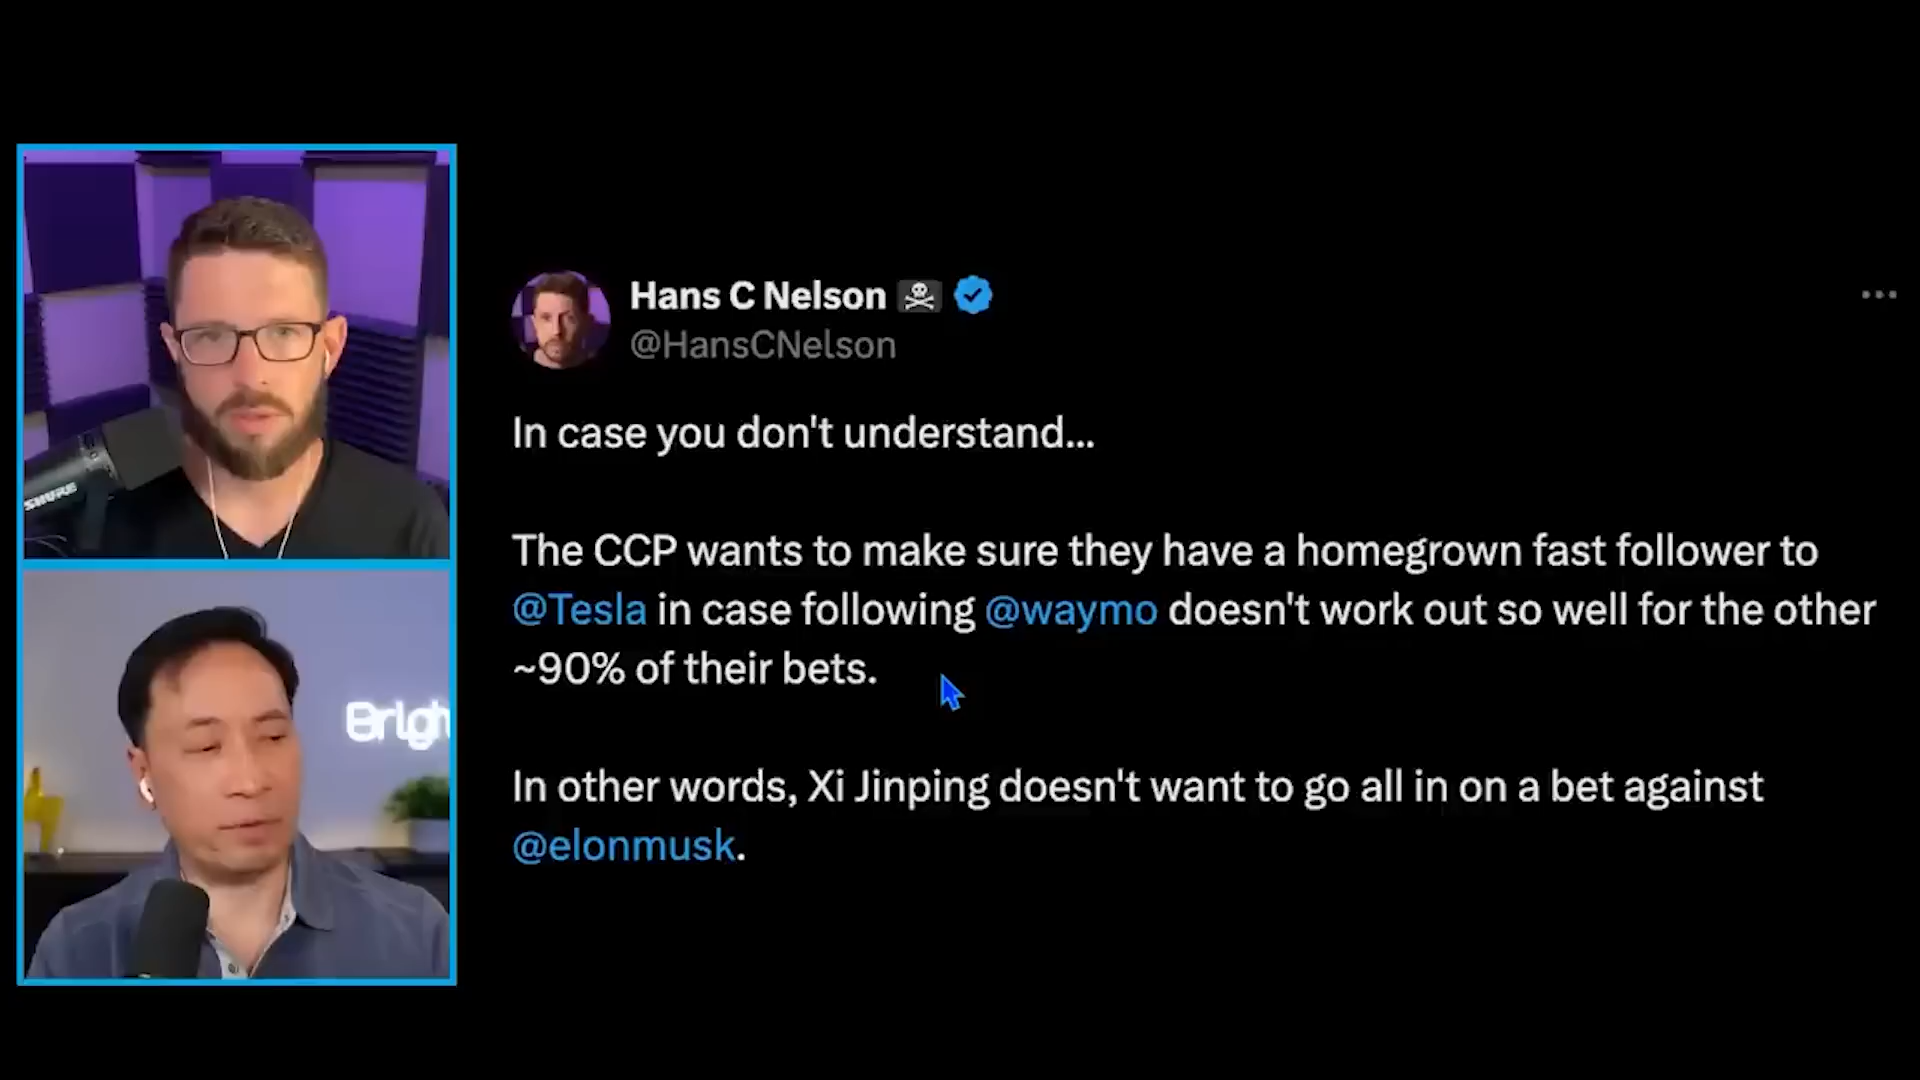 Hans C Nelson ☠
@HansCNelson
In case you don't understand...
The CCP wants to make sure they have a homegrown fast follower to
@Tesla in case following @waymo doesn't work out so well for the other
~90% of their bets.
In other words, Xi Jinping doesn't want to go all in on a bet against
@elonmusk.
SHURE
Brigh